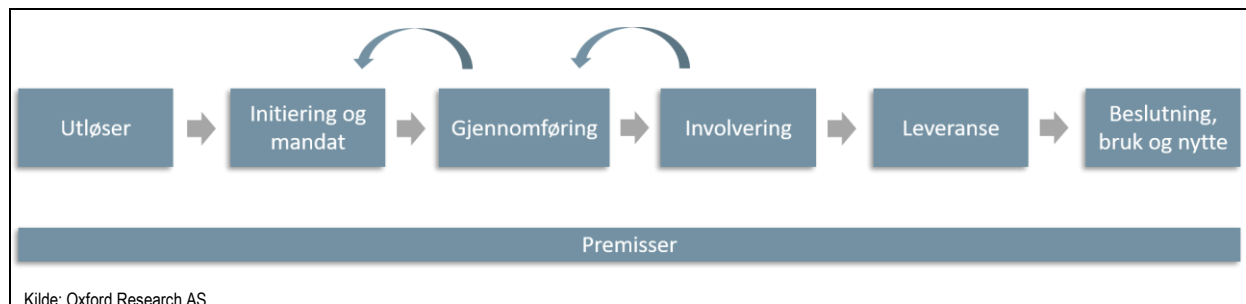 Utløser
Initiering og
mandat
Gjennomføring
Involvering
Leveranse
Beslutning,
bruk og nytte
Premisser
Kilde: Oxford Research AS